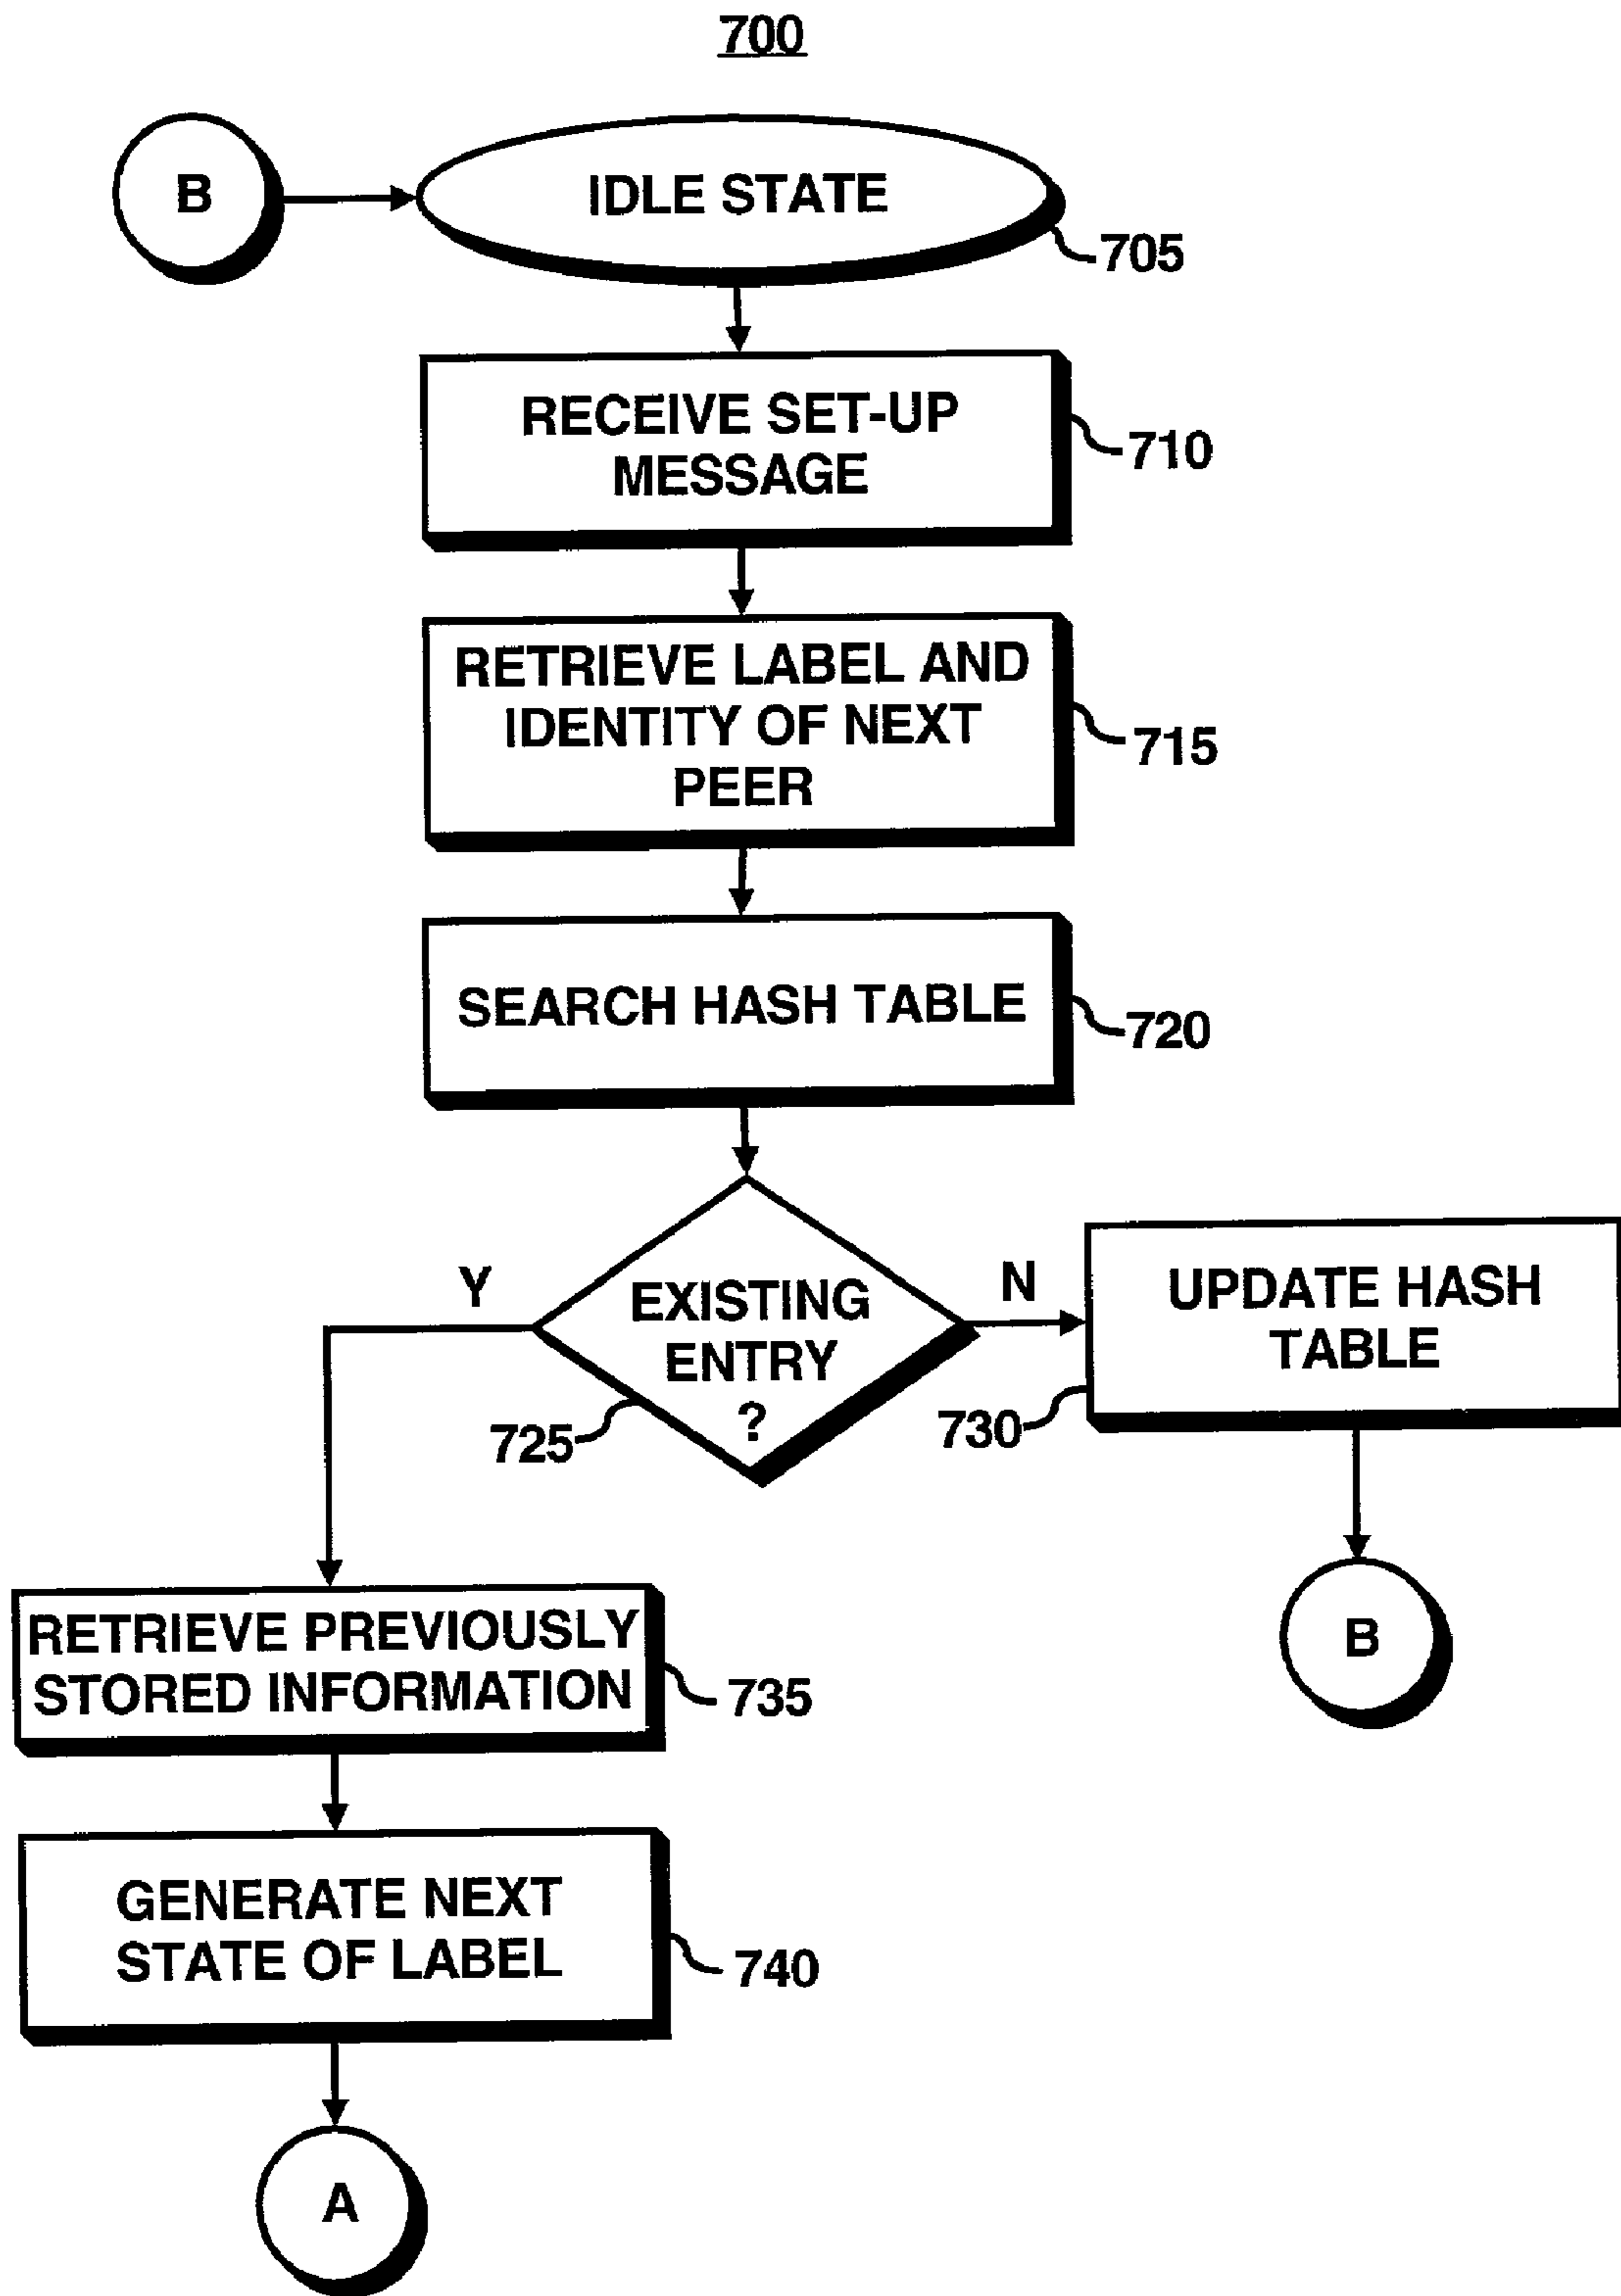 700
B
IDLE STATE
705
RECEIVE SET-UP
MESSAGE
710
RETRIEVE LABEL AND
IDENTITY OF NEXT
PEER
715
SEARCH HASH TABLE
720
Y
EXISTING
ENTRY
?
725
N
UPDATE HASH
TABLE
730
B
RETRIEVE PREVIOUSLY
STORED INFORMATION
735
GENERATE NEXT
STATE OF LABEL
740
A